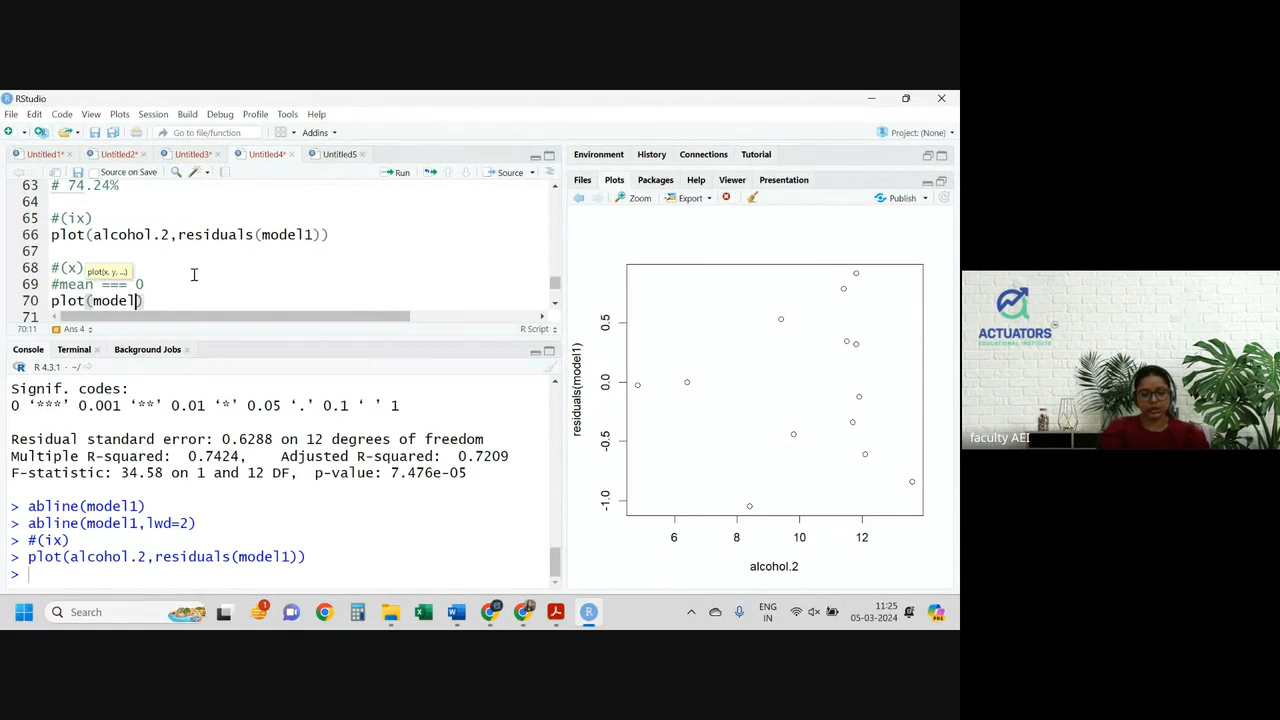 RStudio
File Edit Code View Plots Session Build Debug Profile Tools Help
Go to file/function
Addins
Project: (None)
Untitled1*
Untitled2*
Untitled3*
Untitled4*
Untitled5
Source on Save
Run
Source
63 # 74.24%
64
65 #(ix)
66 plot(alcohol.2,residuals(model1))
67
68 #(x)
plot(x, y, ...)
69 #mean === 0
70 plot(model)
71
70:11
Ans 4
R Script
Console Terminal Background Jobs
R 4.3.1 · ~/
Signif. codes:
0 ‘***’ 0.001 ‘**’ 0.01 ‘*’ 0.05 ‘.’ 0.1 ‘ ’ 1
Residual standard error: 0.6288 on 12 degrees of freedom
Multiple R-squared: 0.7424, Adjusted R-squared: 0.7209
F-statistic: 34.58 on 1 and 12 DF, p-value: 7.476e-05
> abline(model1)
> abline(model1,lwd=2)
> #(ix)
> plot(alcohol.2,residuals(model1))
>
Environment History Connections Tutorial
Files Plots Packages Help Viewer Presentation
Zoom Export Publish
residuals(model1)
0.5
0.0
-0.5
-1.0
6 8 10 12
alcohol.2
ACTUATORS
EDUCATIONAL INSTITUTE
faculty AEI
Search
ENG
IN
11:25
05-03-2024